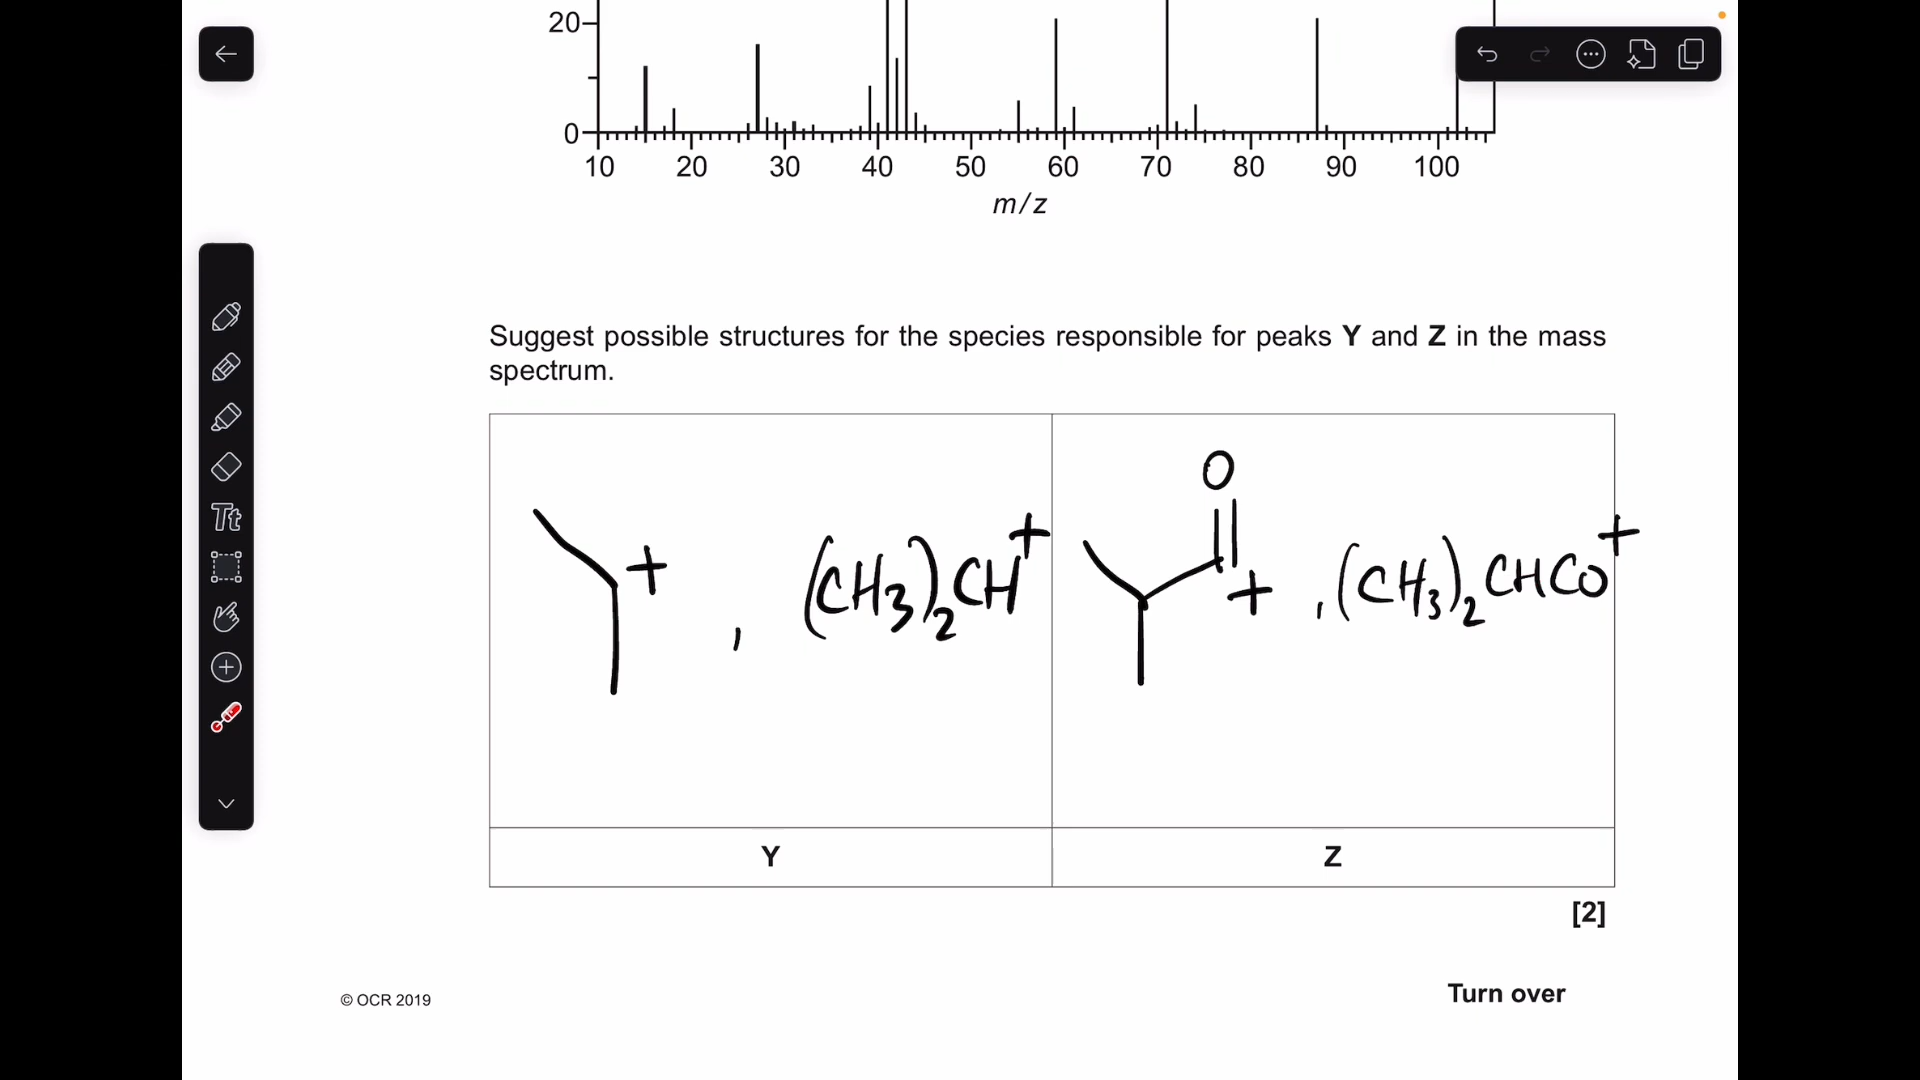 20
0
10 20 30 40 50 60 70 80 90 100
m/z
Suggest possible structures for the species responsible for peaks Y and Z in the mass
spectrum.
O
+ , (CH3)2CH+
+ , (CH3)2CHCO+
Y Z
[2]
© OCR 2019
Turn over
Tt